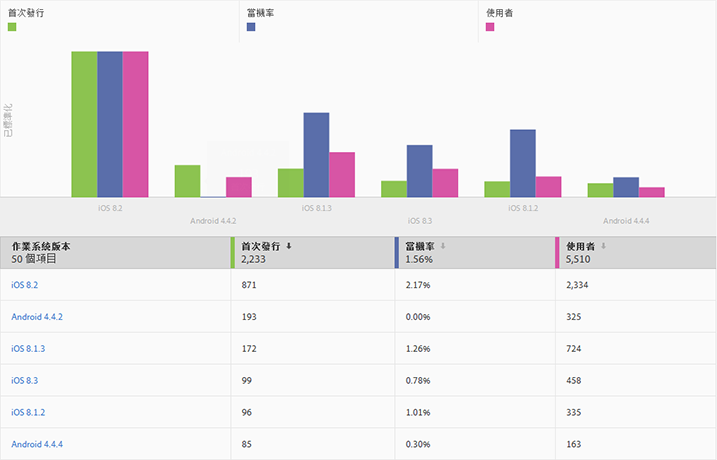 首次發行
當機率
使用者
已標準化
iOS 8.2
Android 4.4.2
iOS 8.1.3
iOS 8.3
iOS 8.1.2
Android 4.4.4
作業系統版本 首次發行 ↓ 當機率 ↓ 使用者 ↓
50 個項目 2,233 1.56% 5,510
iOS 8.2 871 2.17% 2,334
Android 4.4.2 193 0.00% 325
iOS 8.1.3 172 1.26% 724
iOS 8.3 99 0.78% 458
iOS 8.1.2 96 1.01% 335
Android 4.4.4 85 0.30% 163